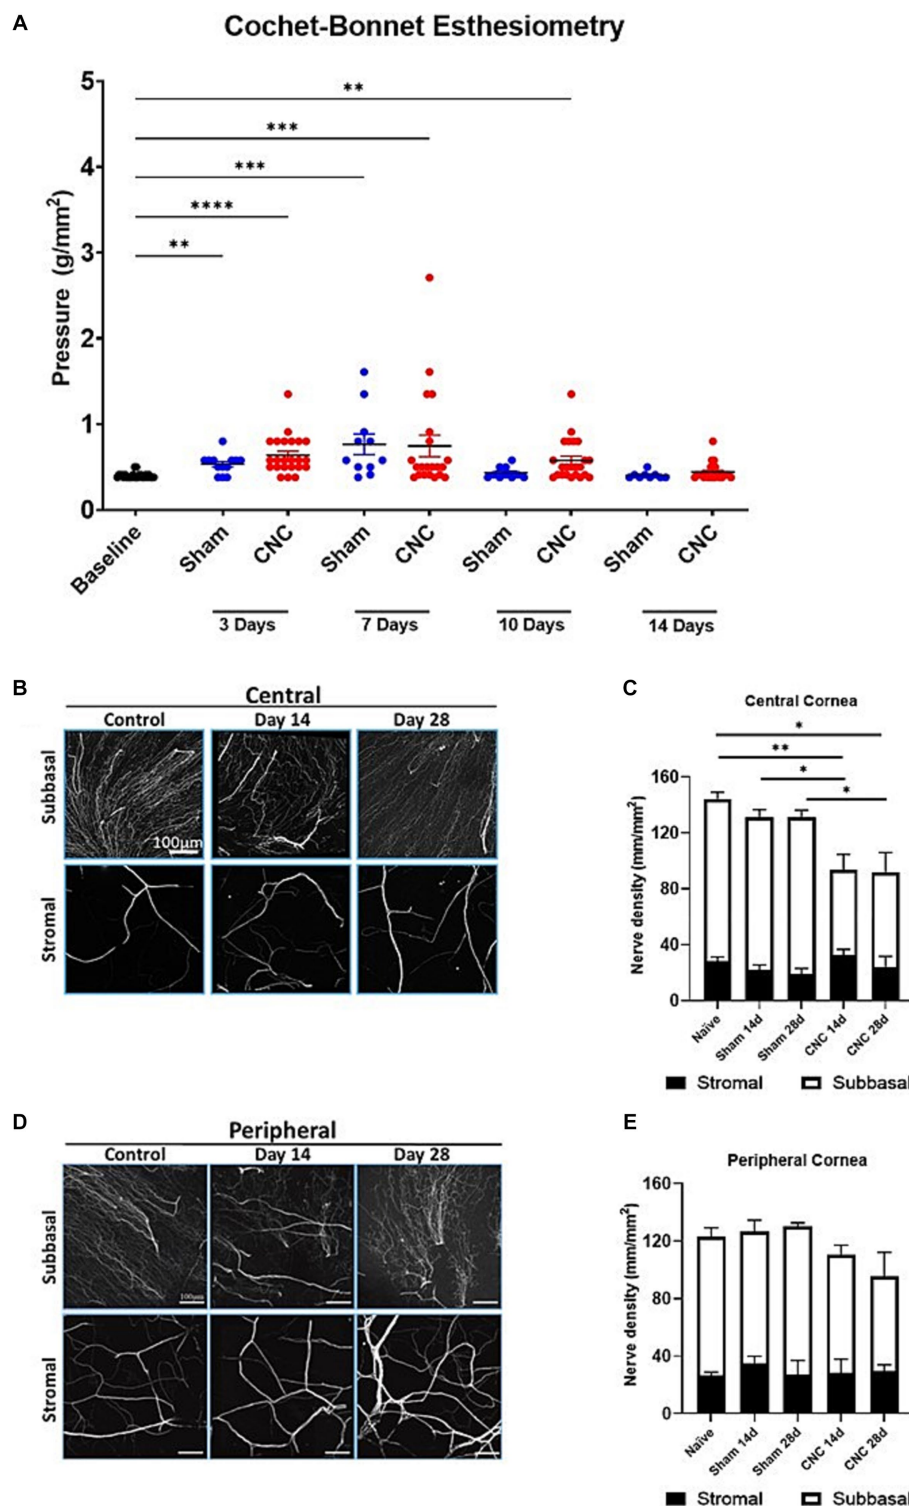 A
Cochet-Bonnet Esthesiometry
Pressure (g/mm²)
5
4
3
2
1
0
**
***
***
****
**
Baseline
Sham
CNC
Sham
CNC
Sham
CNC
Sham
CNC
3 Days
7 Days
10 Days
14 Days
B
Central
Control
Day 14
Day 28
Subbasal
100μm
Stromal
C
Central Cornea
Nerve density (mm/mm²)
160
120
80
40
0
*
**
*
*
Naïve
Sham 14d
Sham 28d
CNC 14d
CNC 28d
Stromal
Subbasal
D
Peripheral
Control
Day 14
Day 28
Subbasal
100μm
Stromal
E
Peripheral Cornea
Nerve density (mm/mm²)
160
120
80
40
0
Naïve
Sham 14d
Sham 28d
CNC 14d
CNC 28d
Stromal
Subbasal